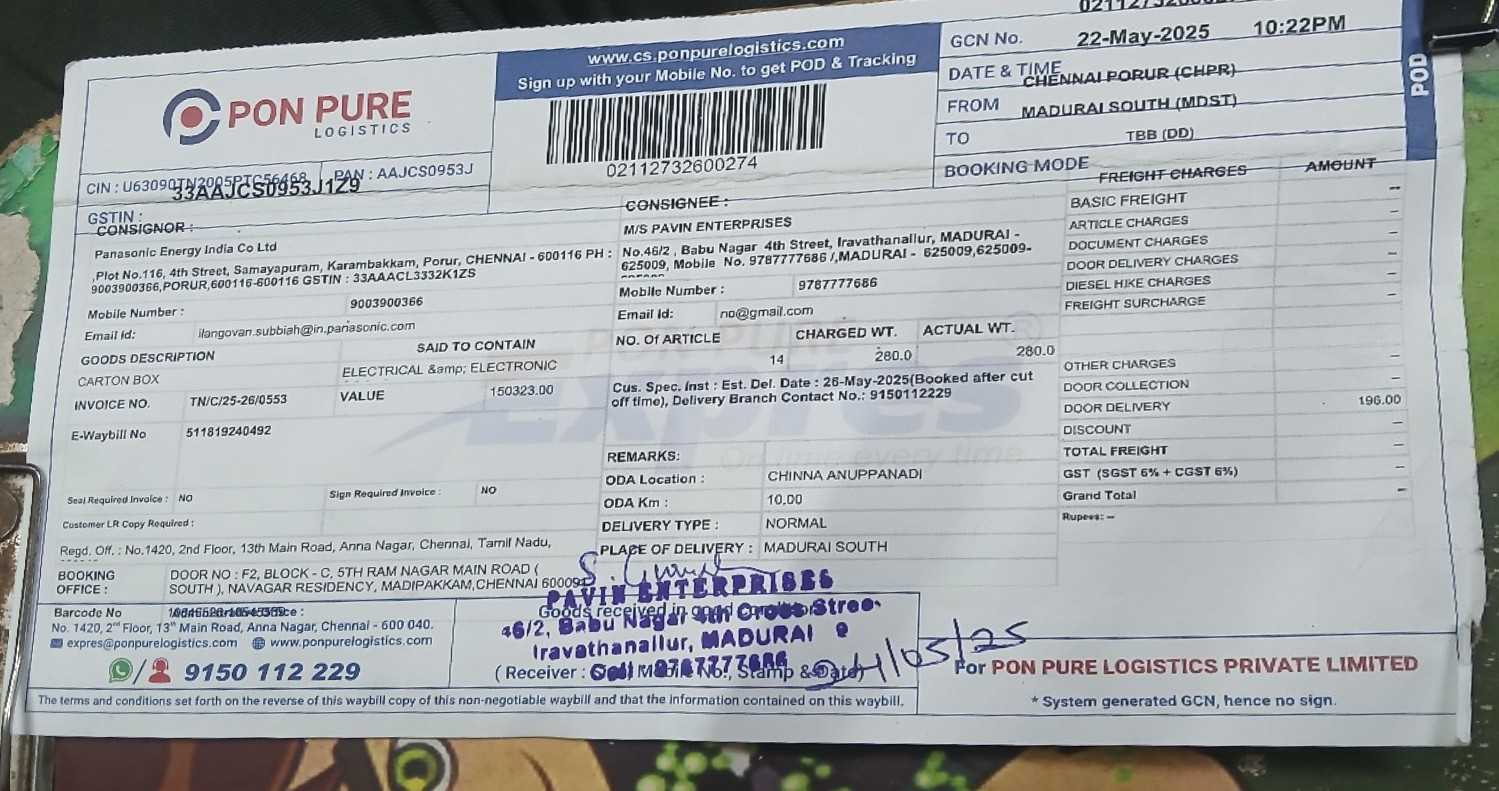 www.cs.ponpurelogistics.com
Sign up with your Mobile No. to get POD & Tracking
PON PURE
LOGISTICS
02112732600274
CIN : U63090TN2005PTC56468 PAN : AAJCS0953J
33AAJCS0953J1Z9
GSTIN :
GCN No.
22-May-2025 10:22PM
DATE & TIME
CHENNAI PORUR (CHPR)
FROM
MADURAI SOUTH (MDST)
TO
TBB (DD)
BOOKING MODE
POD
CONSIGNOR :
Panasonic Energy India Co Ltd
,Plot No.116, 4th Street, Samayapuram, Karambakkam, Porur, CHENNAI - 600116 PH :
9003900366,PORUR,600116-600116 GSTIN : 33AAACL3332K1ZS
Mobile Number : 9003900366
Email Id: ilangovan.subbiah@in.panasonic.com
GOODS DESCRIPTION SAID TO CONTAIN
CARTON BOX ELECTRICAL &amp; ELECTRONIC
INVOICE NO. TN/C/25-26/0553 VALUE 150323.00
E-Waybill No 511819240492
Seal Required Invoice : NO Sign Required Invoice : NO
Customer LR Copy Required :
Regd. Off. : No.1420, 2nd Floor, 13th Main Road, Anna Nagar, Chennai, Tamil Nadu,
BOOKING OFFICE : DOOR NO : F2, BLOCK - C, 5TH RAM NAGAR MAIN ROAD (
SOUTH ), NAVAGAR RESIDENCY, MADIPAKKAM,CHENNAI 600091
CONSIGNEE :
M/S PAVIN ENTERPRISES
No.46/2 , Babu Nagar 4th Street, Iravathanallur, MADURAI -
625009, Mobile No. 9787777686 /,MADURAI - 625009,625009-
Mobile Number : 9787777686
Email Id: no@gmail.com
NO. Of ARTICLE CHARGED WT. ACTUAL WT.
14 280.0 280.0
Cus. Spec. Inst : Est. Del. Date : 26-May-2025(Booked after cut
off time), Delivery Branch Contact No.: 9150112229
PON PURE
Expres
On time every time
REMARKS:
ODA Location : CHINNA ANUPPANADI
ODA Km : 10.00
DELIVERY TYPE : NORMAL
PLACE OF DELIVERY : MADURAI SOUTH
FREIGHT CHARGES AMOUNT
BASIC FREIGHT --
ARTICLE CHARGES --
DOCUMENT CHARGES --
DOOR DELIVERY CHARGES --
DIESEL HIKE CHARGES --
FREIGHT SURCHARGE --
OTHER CHARGES --
DOOR COLLECTION --
DOOR DELIVERY 196.00
DISCOUNT --
TOTAL FREIGHT --
GST (SGST 6% + CGST 6%) --
Grand Total --
Rupees: --
Barcode No
No. 1420, 2nd Floor, 13th Main Road, Anna Nagar, Chennai - 600 040.
expres@ponpurelogistics.com www.ponpurelogistics.com
9150 112 229
PAVIN ENTERPRISES
Goods received in good
46/2, Babu Nagar 4th Cross Street
Iravathanallur, MADURAI 9
Cell 9787777686
(Receiver : Mobile No., Stamp & Date)
24/05/25
For PON PURE LOGISTICS PRIVATE LIMITED
The terms and conditions set forth on the reverse of this waybill copy of this non-negotiable waybill and that the information contained on this waybill.
* System generated GCN, hence no sign.